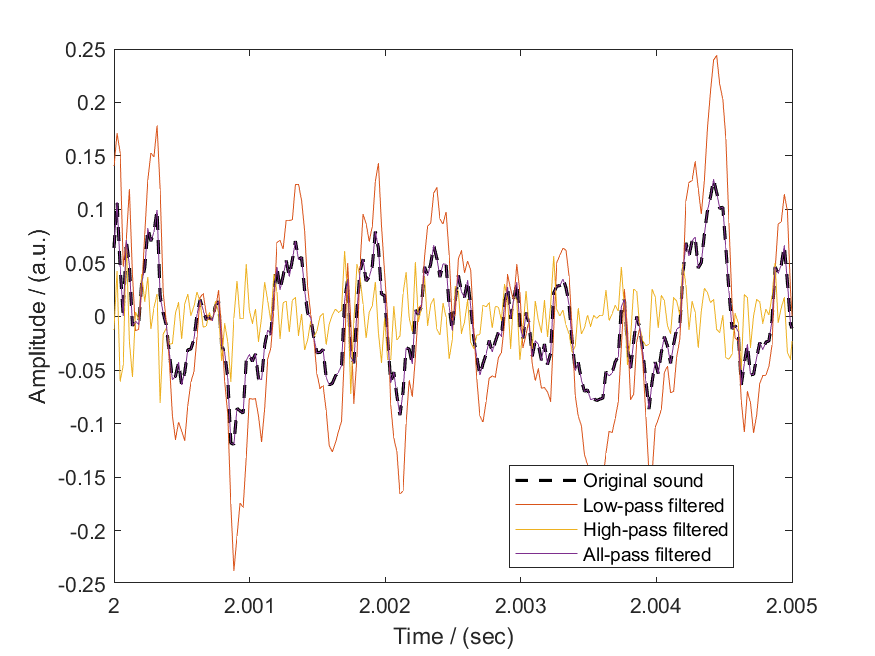 0.25
0.2
0.15
0.1
0.05
0
-0.05
-0.1
-0.15
-0.2
-0.25
Amplitude / (a.u.)
Original sound
Low-pass filtered
High-pass filtered
All-pass filtered
2 2.001 2.002 2.003 2.004 2.005
Time / (sec)